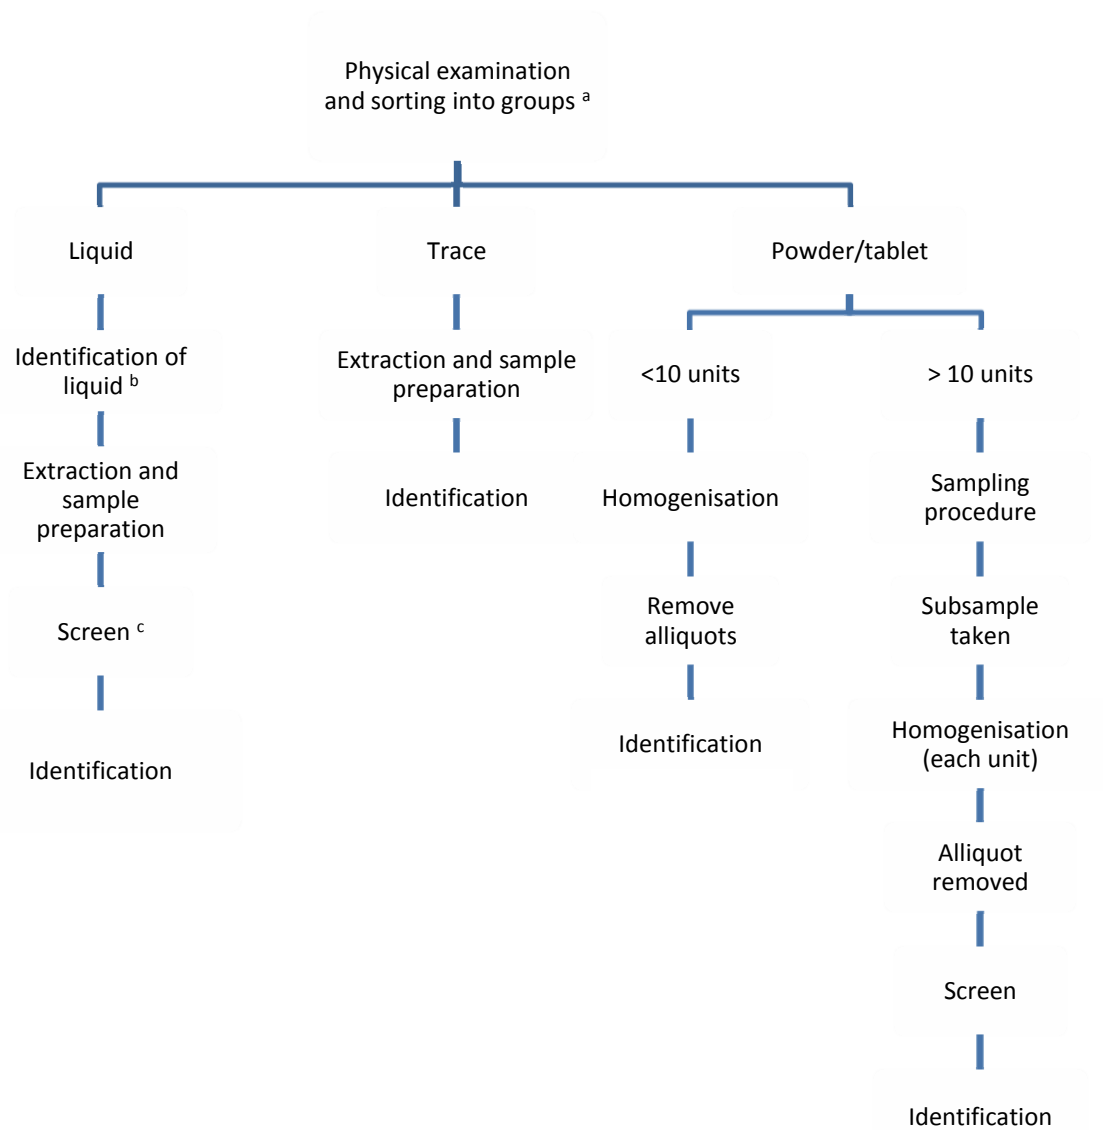 Physical examination
and sorting into groups a
Liquid
Trace
Powder/tablet
Identification of
liquid b
Extraction and sample
preparation
<10 units
> 10 units
Extraction and
sample
preparation
Identification
Homogenisation
Sampling
procedure
Screen c
Remove
alliquots
Subsample
taken
Identification
Identification
Homogenisation
(each unit)
Alliquot
removed
Screen
Identification